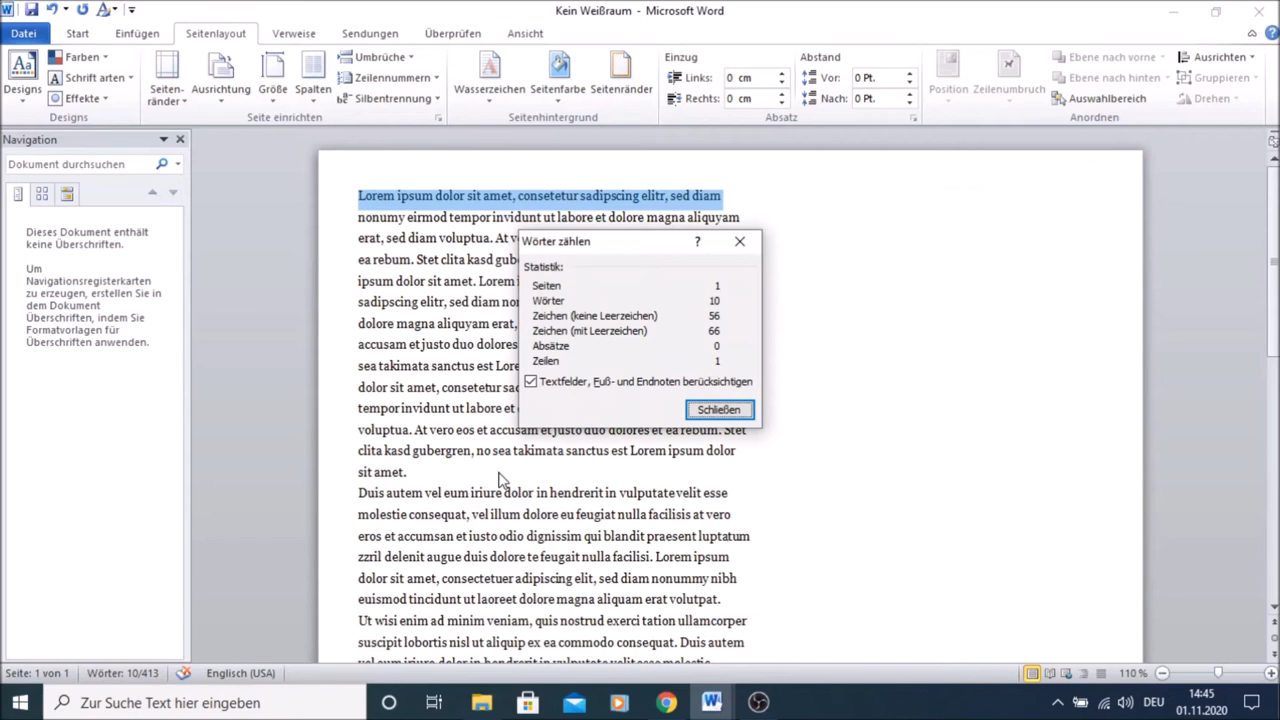 Kein Weißraum - Microsoft Word
Datei Start Einfügen Seitenlayout Verweise Sendungen Überprüfen Ansicht
Designs
Farben
Schrift arten
Effekte
Designs
Seiten-
ränder
Ausrichtung
Größe
Spalten
Umbrüche
Zeilennummern
Silbentrennung
Seite einrichten
Wasserzeichen
Seitenfarbe
Seitenränder
Seitenhintergrund
Einzug
Links: 0 cm
Rechts: 0 cm
Abstand
Vor: 0 Pt.
Nach: 0 Pt.
Absatz
Position
Zeilenumbruch
Ebene nach vorne
Ebene nach hinten
Auswahlbereich
Ausrichten
Gruppieren
Drehen
Anordnen
Navigation
Dokument durchsuchen
Dieses Dokument enthält
keine Überschriften.
Um
Navigationsregisterkarten
zu erzeugen, erstellen Sie in
dem Dokument
Überschriften, indem Sie
Formatvorlagen für
Überschriften anwenden.
Lorem ipsum dolor sit amet, consetetur sadipscing elitr, sed diam
nonumy eirmod tempor invidunt ut labore et dolore magna aliquyam
erat, sed diam voluptua. At
ea rebum. Stet clita kasd
ipsum dolor sit amet.
sadipscing elitr, sed diam
dolore magna aliquyam erat,
accusam et justo duo
sea takimata sanctus est
dolor sit amet, consetetur
tempor invidunt ut labore et
voluptua. At vero eos et accusam et justo duo dolores et ea rebum. Stet
clita kasd gubergren, no sea takimata sanctus est Lorem ipsum dolor
sit amet.
Duis autem vel eum iriure dolor in hendrerit in vulputate velit esse
molestie consequat, vel illum dolore eu feugiat nulla facilisis at vero
eros et accumsan et iusto odio dignissim qui blandit praesent luptatum
zzril delenit augue duis dolore te feugait nulla facilisi. Lorem ipsum
dolor sit amet, consectetuer adipiscing elit, sed diam nonummy nibh
euismod tincidunt ut laoreet dolore magna aliquam erat volutpat.
Ut wisi enim ad minim veniam, quis nostrud exerci tation ullamcorper
suscipit lobortis nisl ut aliquip ex ea commodo consequat. Duis autem
vel eum iriure dolor in hendrerit in vulputate velit esse molestie
Wörter zählen
Statistik:
Seiten 1
Wörter 10
Zeichen (keine Leerzeichen) 56
Zeichen (mit Leerzeichen) 66
Absätze 0
Zeilen 1
Textfelder, Fuß- und Endnoten berücksichtigen
Schließen
Seite: 1 von 1 Wörter: 10/413 Englisch (USA) 110 %
Zur Suche Text hier eingeben
DEU
14:45
01.11.2020